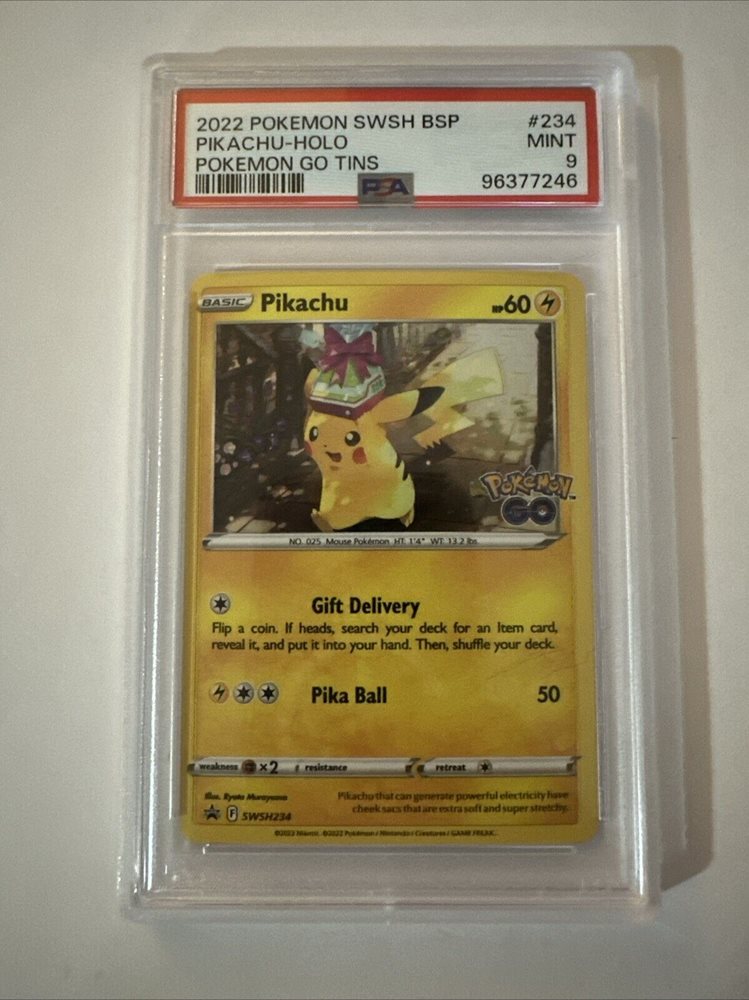 2022 POKEMON SWSH BSP #234
PIKACHU-HOLO MINT
POKEMON GO TINS 9
PSA 96377246
BASIC Pikachu HP60
Pokémon™
GO
NO. 025 Mouse Pokémon HT: 1'4" WT: 13.2 lbs.
Gift Delivery
Flip a coin. If heads, search your deck for an Item card,
reveal it, and put it into your hand. Then, shuffle your deck.
Pika Ball 50
weakness ×2 resistance retreat
Illus. Ryota Murayama
Pikachu that can generate powerful electricity have
cheek sacs that are extra soft and super stretchy.
F SWSH234
©2022 Niantic. ©2022 Pokémon / Nintendo / Creatures / GAME FREAK.